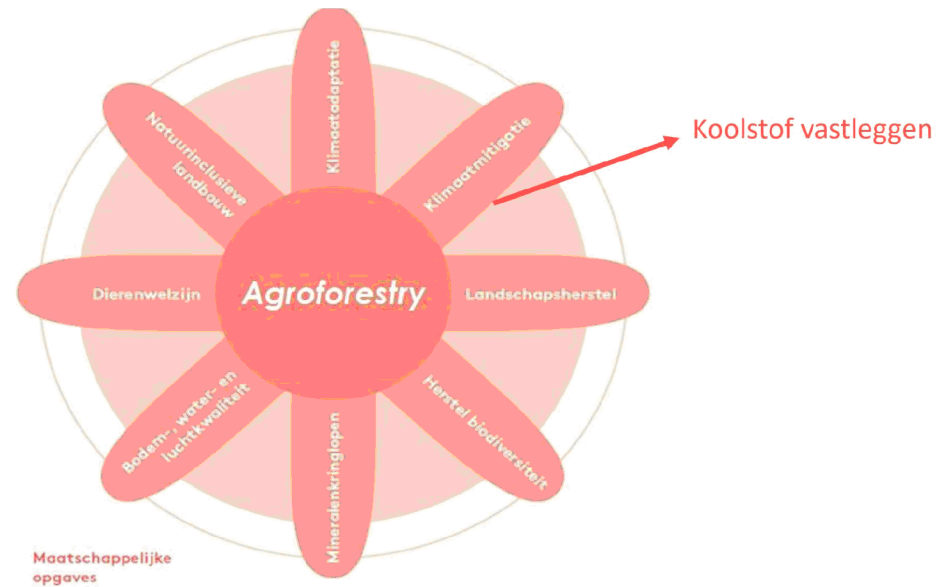 Klimaatadaptatie
Klimaatmitigatie
Koolstof vastleggen
Natuurinclusieve
landbouw
Dierenwelzijn
Agroforestry
Landschapsherstel
Bodem-, water- en
luchtkwaliteit
Herstel biodiversiteit
Mineralenkringlopen
Maatschappelijke
opgaves